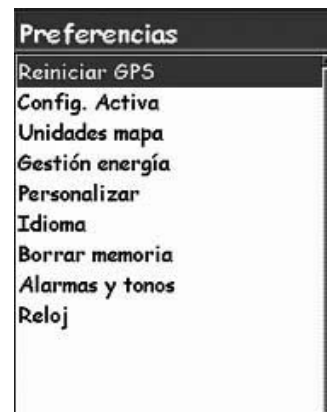 Preferencias
Reiniciar GPS
Config. Activa
Unidades mapa
Gestión energía
Personalizar
Idioma
Borrar memoria
Alarmas y tonos
Reloj